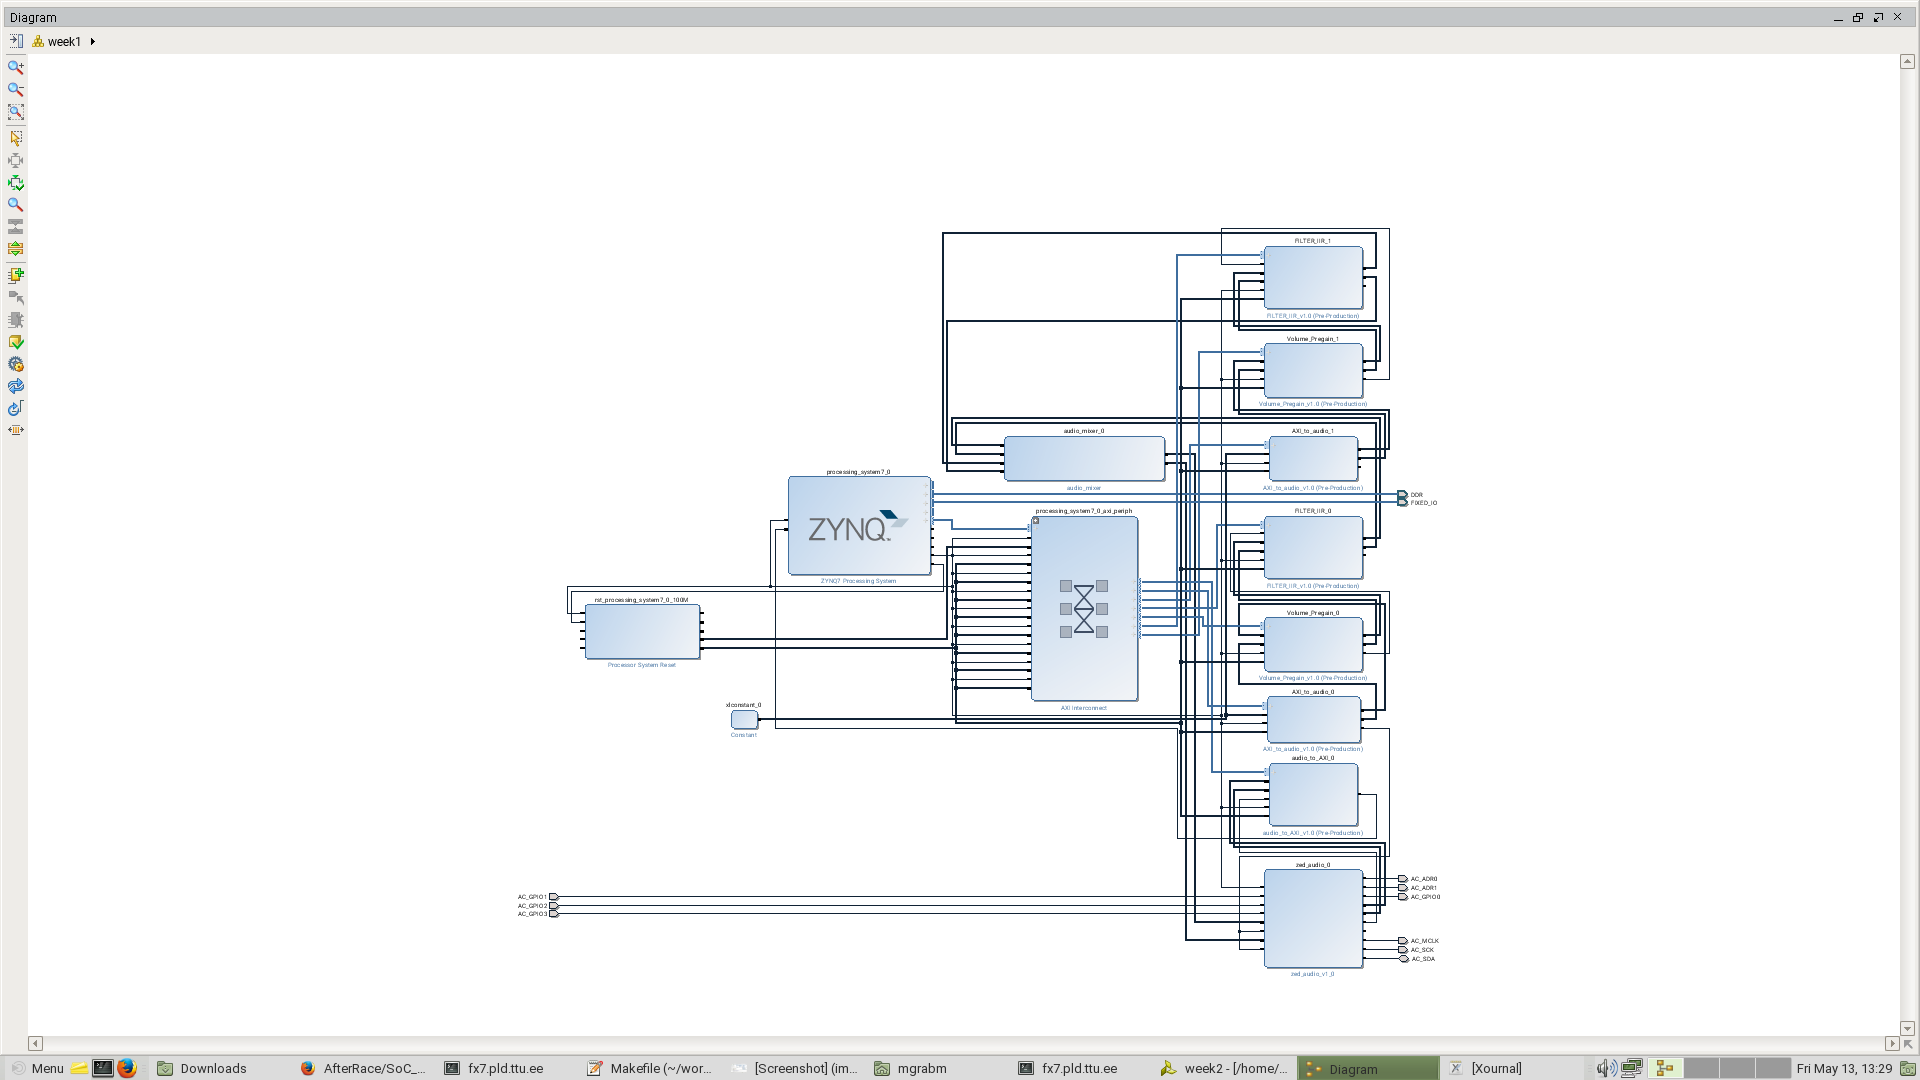 Diagram
week1
FILTER_IIR_1
FILTER_IIR_v1.0 (Pre-Production)
Volume_Pregain_1
Volume_Pregain_v1.0 (Pre-Production)
audio_mixer_0
audio_mixer
AXI_to_audio_1
AXI_to_audio_v1.0 (Pre-Production)
processing_system7_0
ZYNQ
ZYNQ7 Processing System
DDR
FIXED_IO
processing_system7_0_axi_periph
AXI Interconnect
FILTER_IIR_0
FILTER_IIR_v1.0 (Pre-Production)
rst_processing_system7_0_100M
Processor System Reset
Volume_Pregain_0
Volume_Pregain_v1.0 (Pre-Production)
xlconstant_0
Constant
AXI_to_audio_0
AXI_to_audio_v1.0 (Pre-Production)
audio_to_AXI_0
audio_to_AXI_v1.0 (Pre-Production)
zed_audio_0
zed_audio_v1_0
AC_GPIO1
AC_GPIO2
AC_GPIO3
AC_ADR0
AC_ADR1
AC_GPIO0
AC_MCLK
AC_SCK
AC_SDA
Menu
Downloads
AfterRace/SoC_...
fx7.pld.ttu.ee
Makefile (~/wor...
[Screenshot] (im...
mgrabm
fx7.pld.ttu.ee
week2 - [/home/...
Diagram
[Xournal]
Fri May 13, 13:29